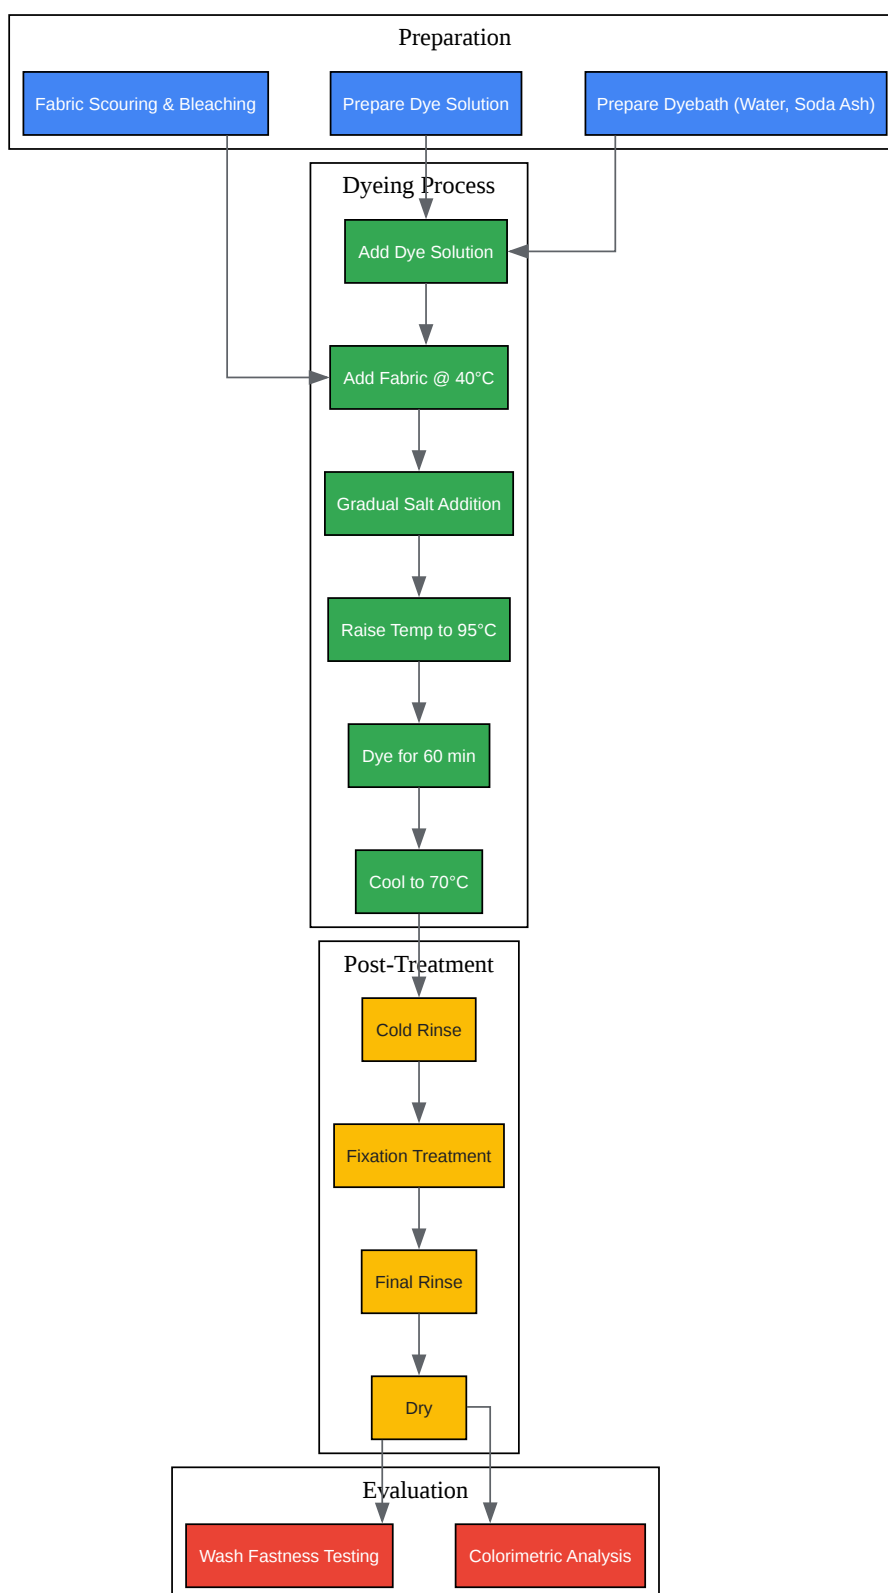 Preparation
Fabric Scouring & Bleaching
Prepare Dye Solution
Prepare Dyebath (Water, Soda Ash)
Dyeing Process
Add Dye Solution
Add Fabric @ 40°C
Gradual Salt Addition
Raise Temp to 95°C
Dye for 60 min
Cool to 70°C
Post-Treatment
Cold Rinse
Fixation Treatment
Final Rinse
Dry
Evaluation
Wash Fastness Testing
Colorimetric Analysis